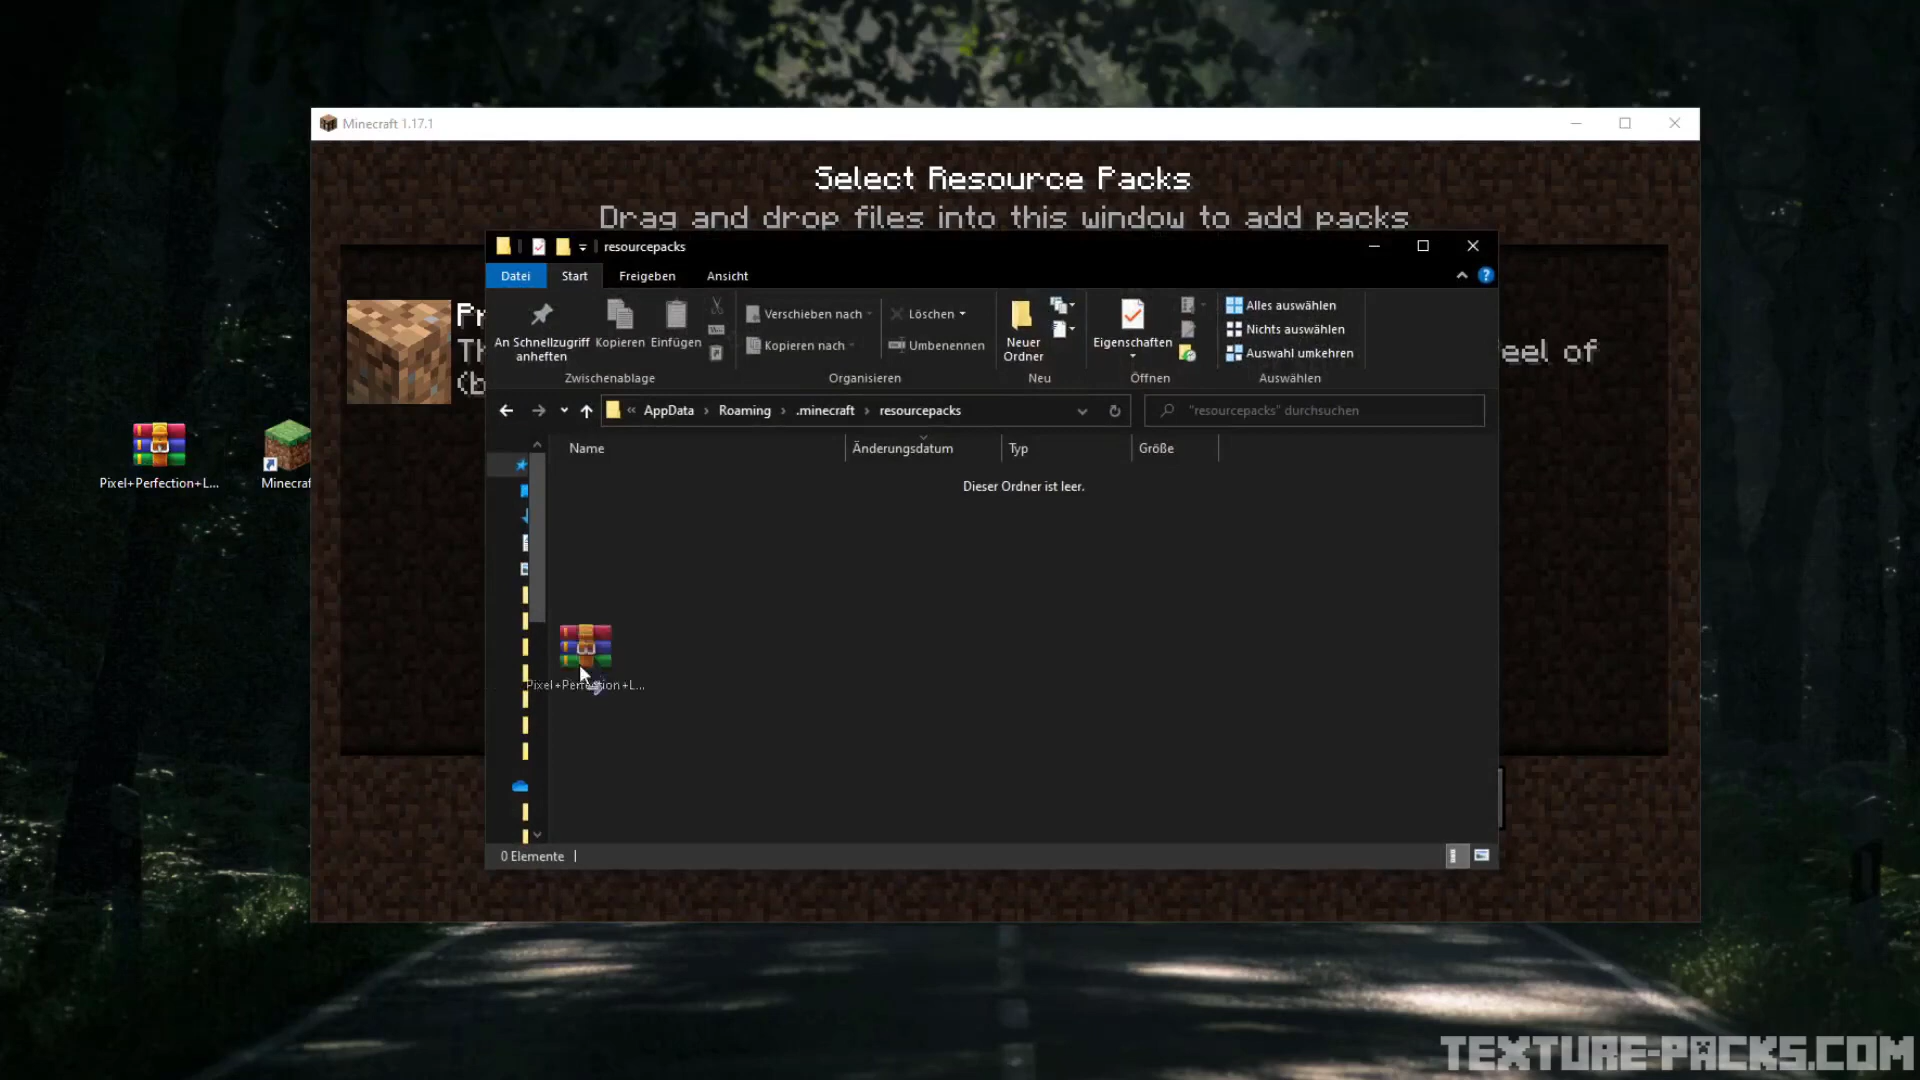 Minecraft 1.17.1
Select Resource Packs
Drag and drop files into this window to add packs
resourcepacks
Datei Start Freigeben Ansicht
An Schnellzugriff anheften
Kopieren
Einfügen
Verschieben nach
Kopieren nach
Löschen
Umbenennen
Neuer Ordner
Eigenschaften
Alles auswählen
Nichts auswählen
Auswahl umkehren
Zwischenablage Organisieren Neu Öffnen Auswählen
« AppData › Roaming › .minecraft › resourcepacks
"resourcepacks" durchsuchen
Name Änderungsdatum Typ Größe
Dieser Ordner ist leer.
Pixel+Perfection+L...
0 Elemente
Pixel+Perfection+L...
Minecraf
TEXTURE-PACKS.COM